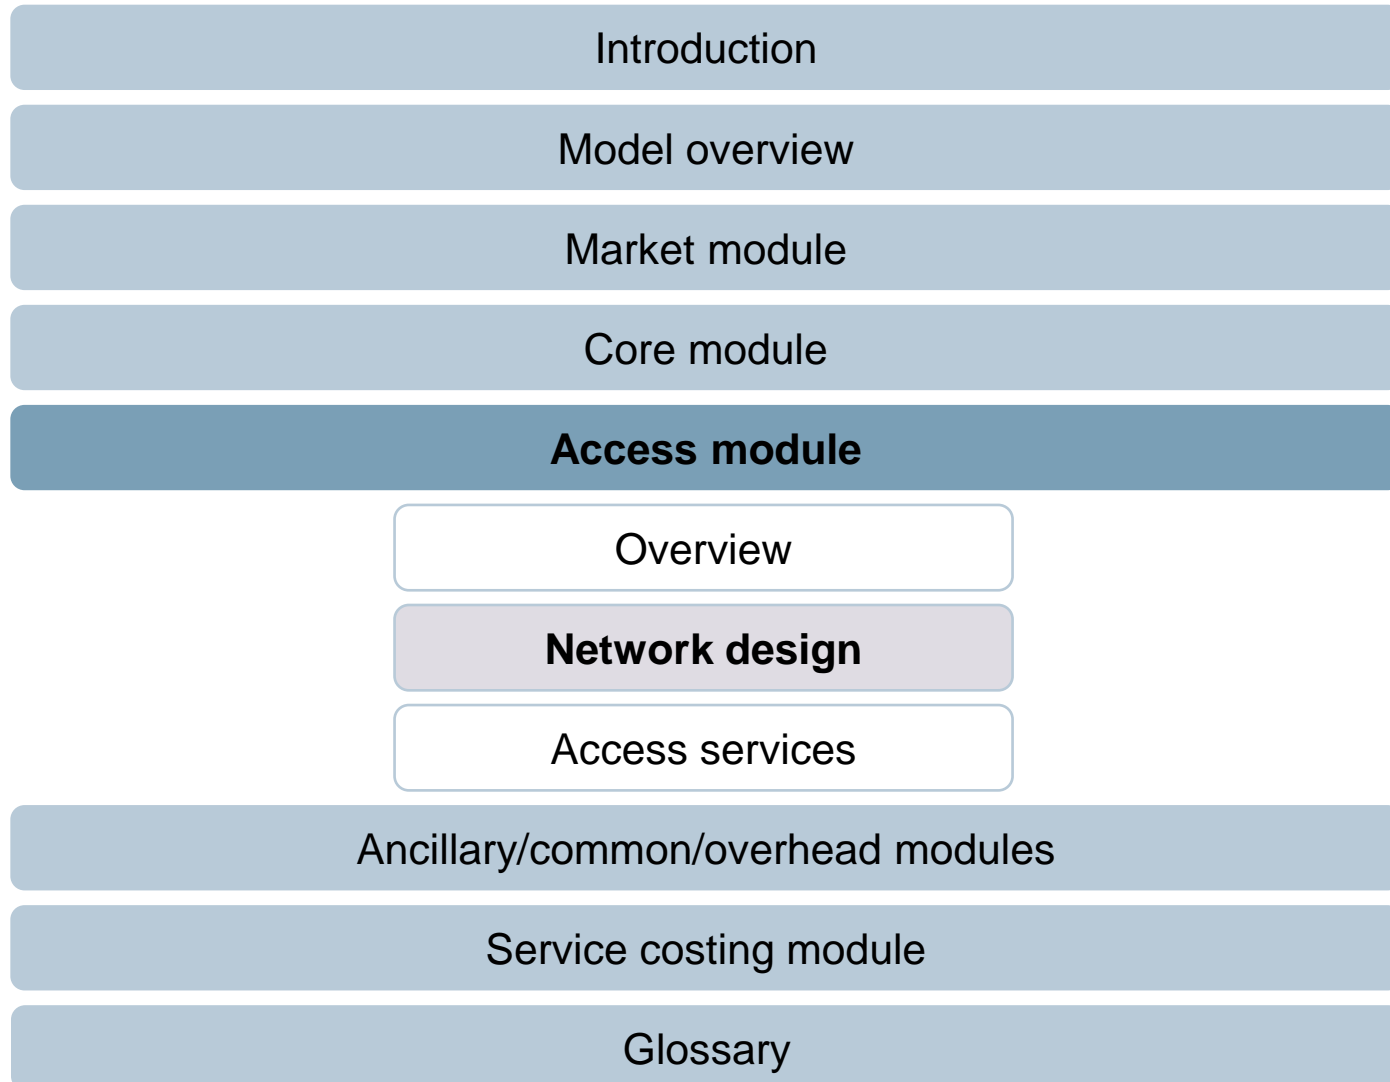 Introduction
Model overview
Market module
Core module
Access module
Overview
Network design
Access services
Ancillary/common/overhead modules
Service costing module
Glossary